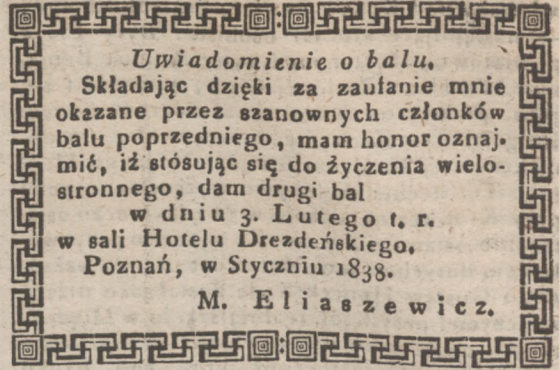 Uwiadomienie o balu.
Składając dzięki za zaufanie mnie
okazane przez szanownych członków
balu poprzedniego, mam honor oznaj-
mić, iż stósując się do życzenia wielo-
stronnego, dam drugi bal
w dniu 3. Lutego t. r.
w sali Hotelu Drezdeńskiego.
Poznań, w Styczniu 1838.
M. Eliaszewicz.